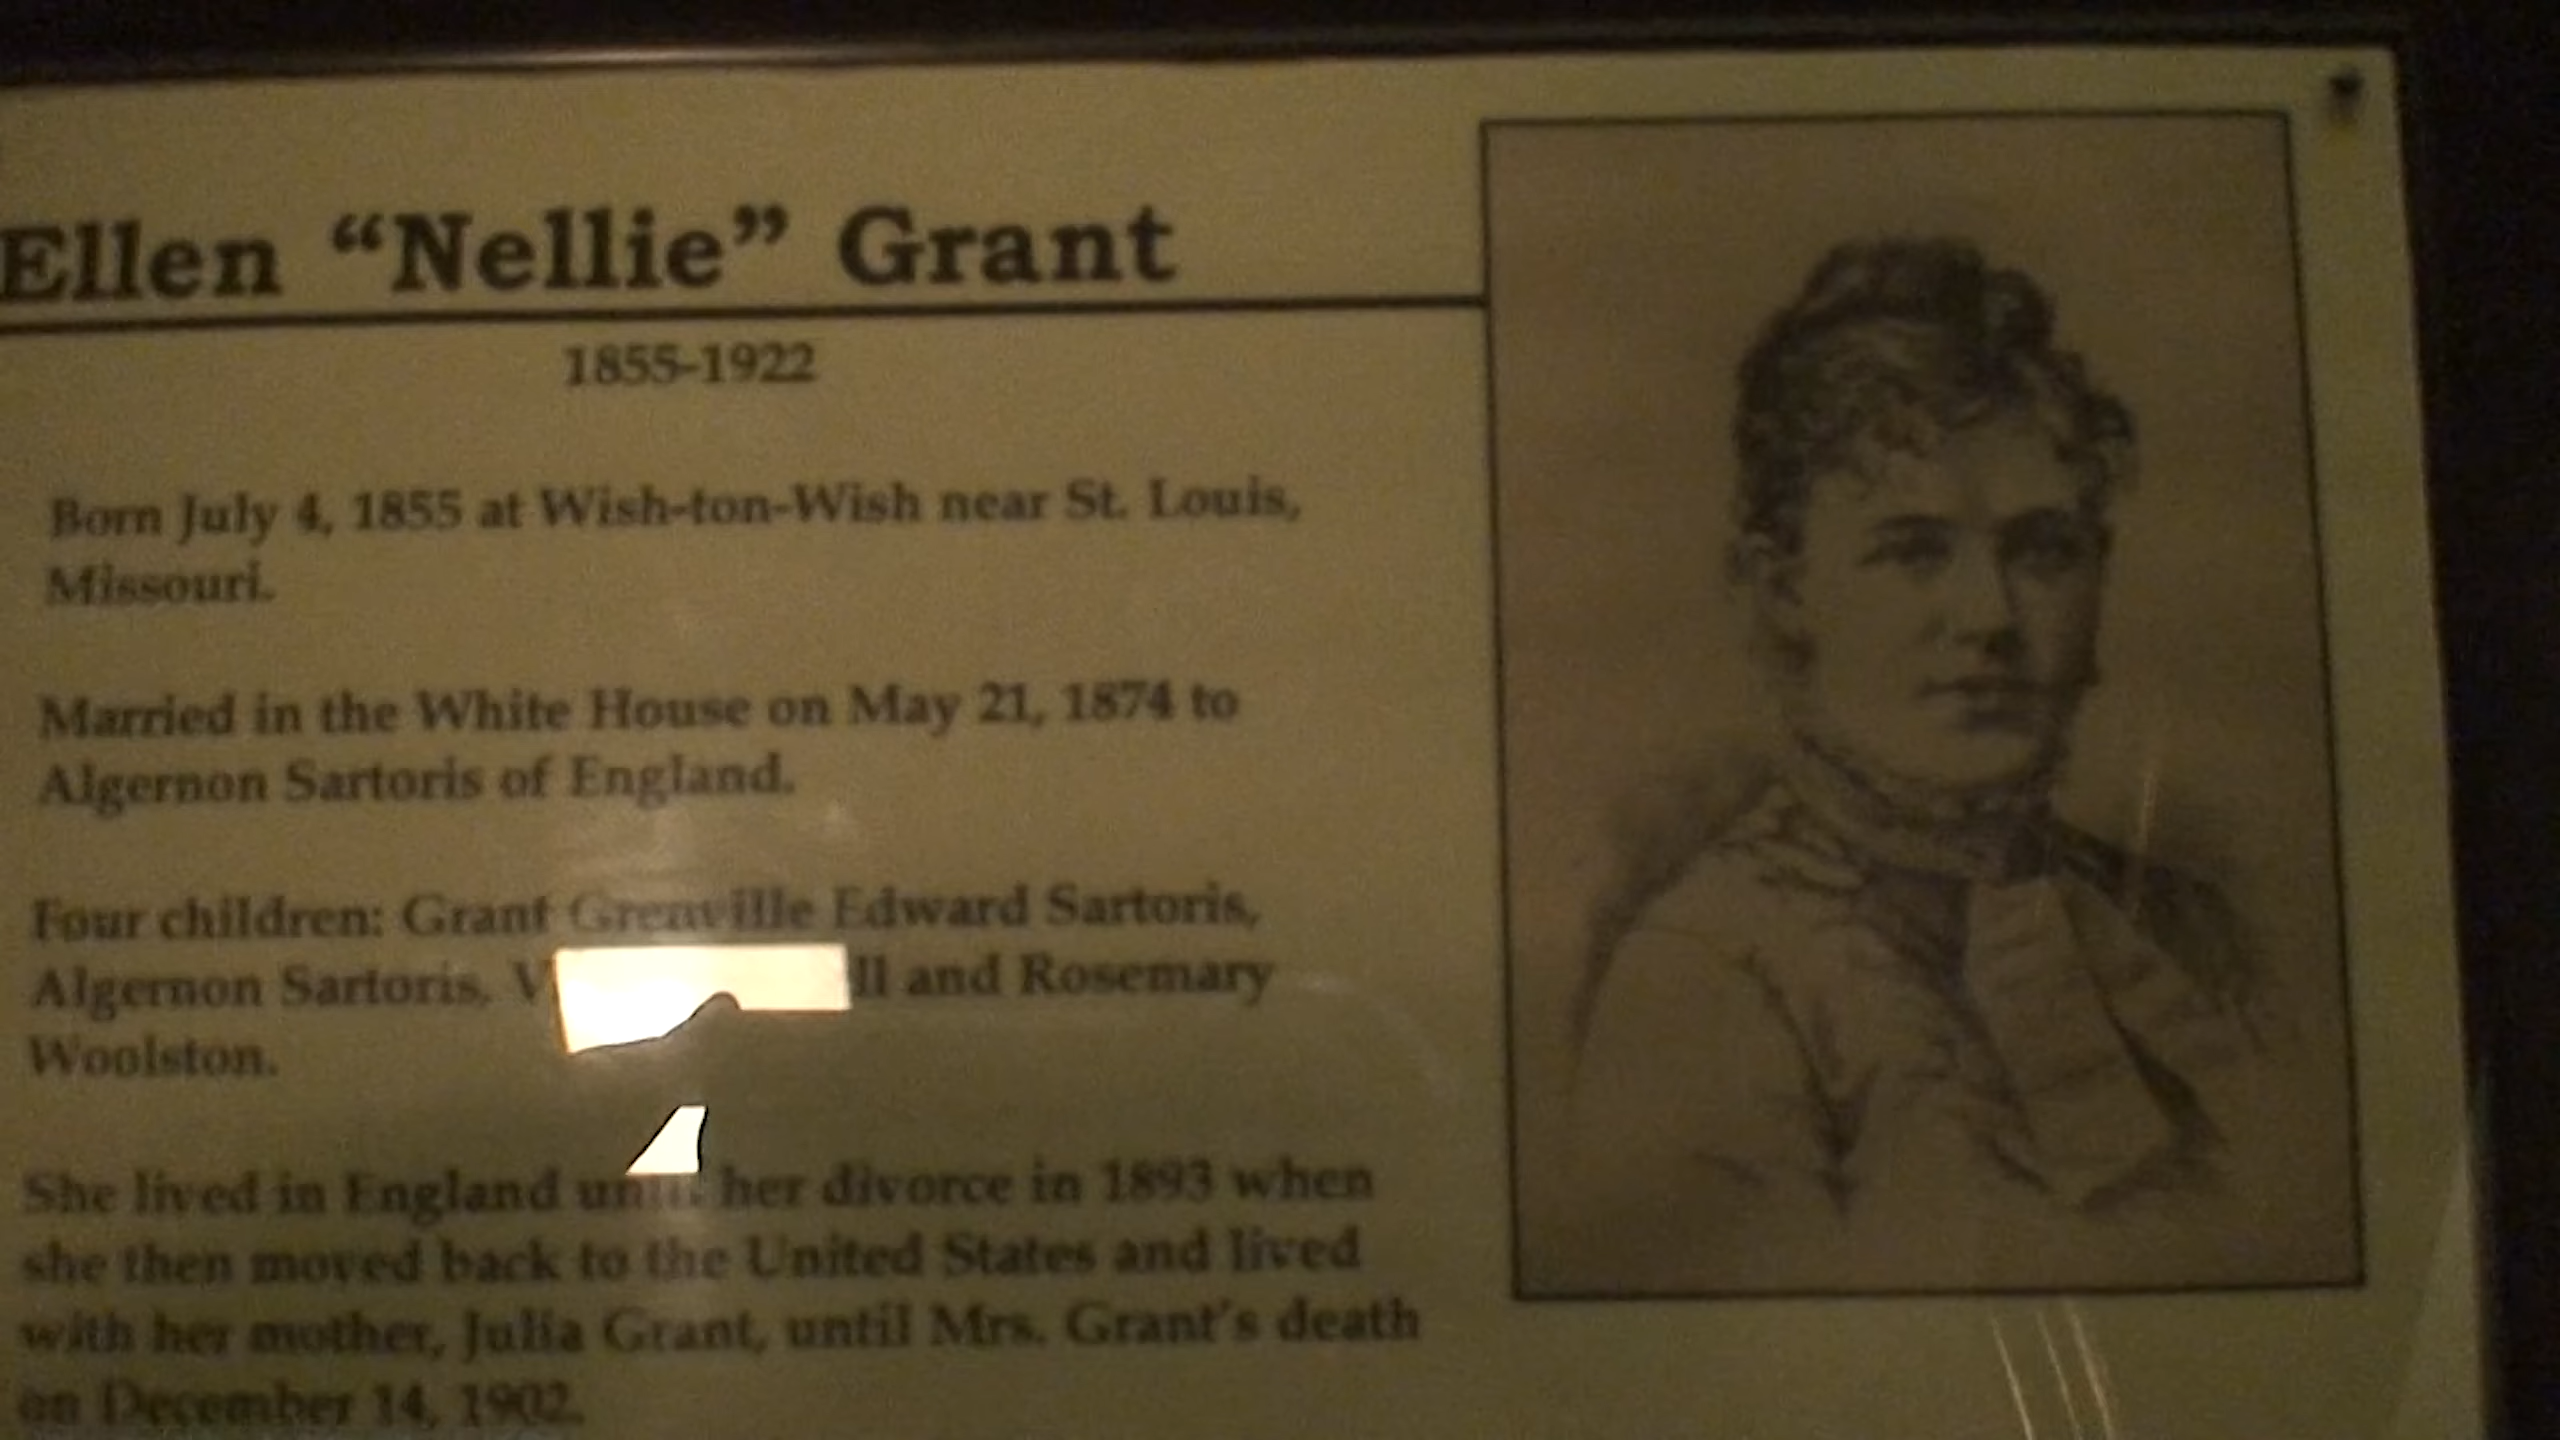 Ellen “Nellie” Grant
1855-1922
Born July 4, 1855 at Wish-ton-Wish near St. Louis,
Missouri.
Married in the White House on May 21, 1874 to
Algernon Sartoris of England.
Four children: Grant Grenville Edward Sartoris,
Algernon Sartoris, and Rosemary
Woolston.
She lived in England until her divorce in 1893 when
she then moved back to the United States and lived
with her mother, Julia Grant, until Mrs. Grant's death
on December 14, 1902.